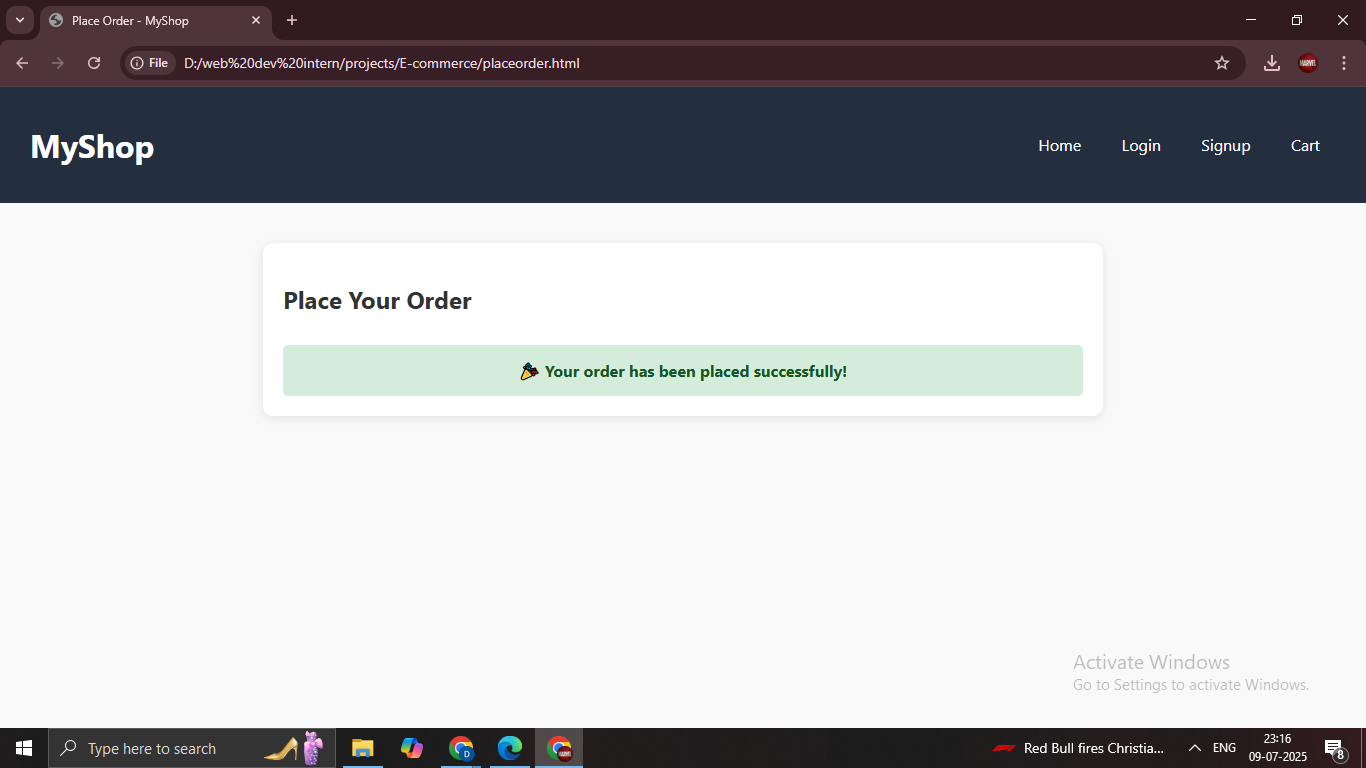 Place Order - MyShop
File
D:/web%20dev%20intern/projects/E-commerce/placeorder.html
MARVEL
MyShop
Home Login Signup Cart
Place Your Order
🎉 Your order has been placed successfully!
Activate Windows
Go to Settings to activate Windows.
Type here to search
D
Red Bull fires Christia...
ENG
23:16
09-07-2025
8